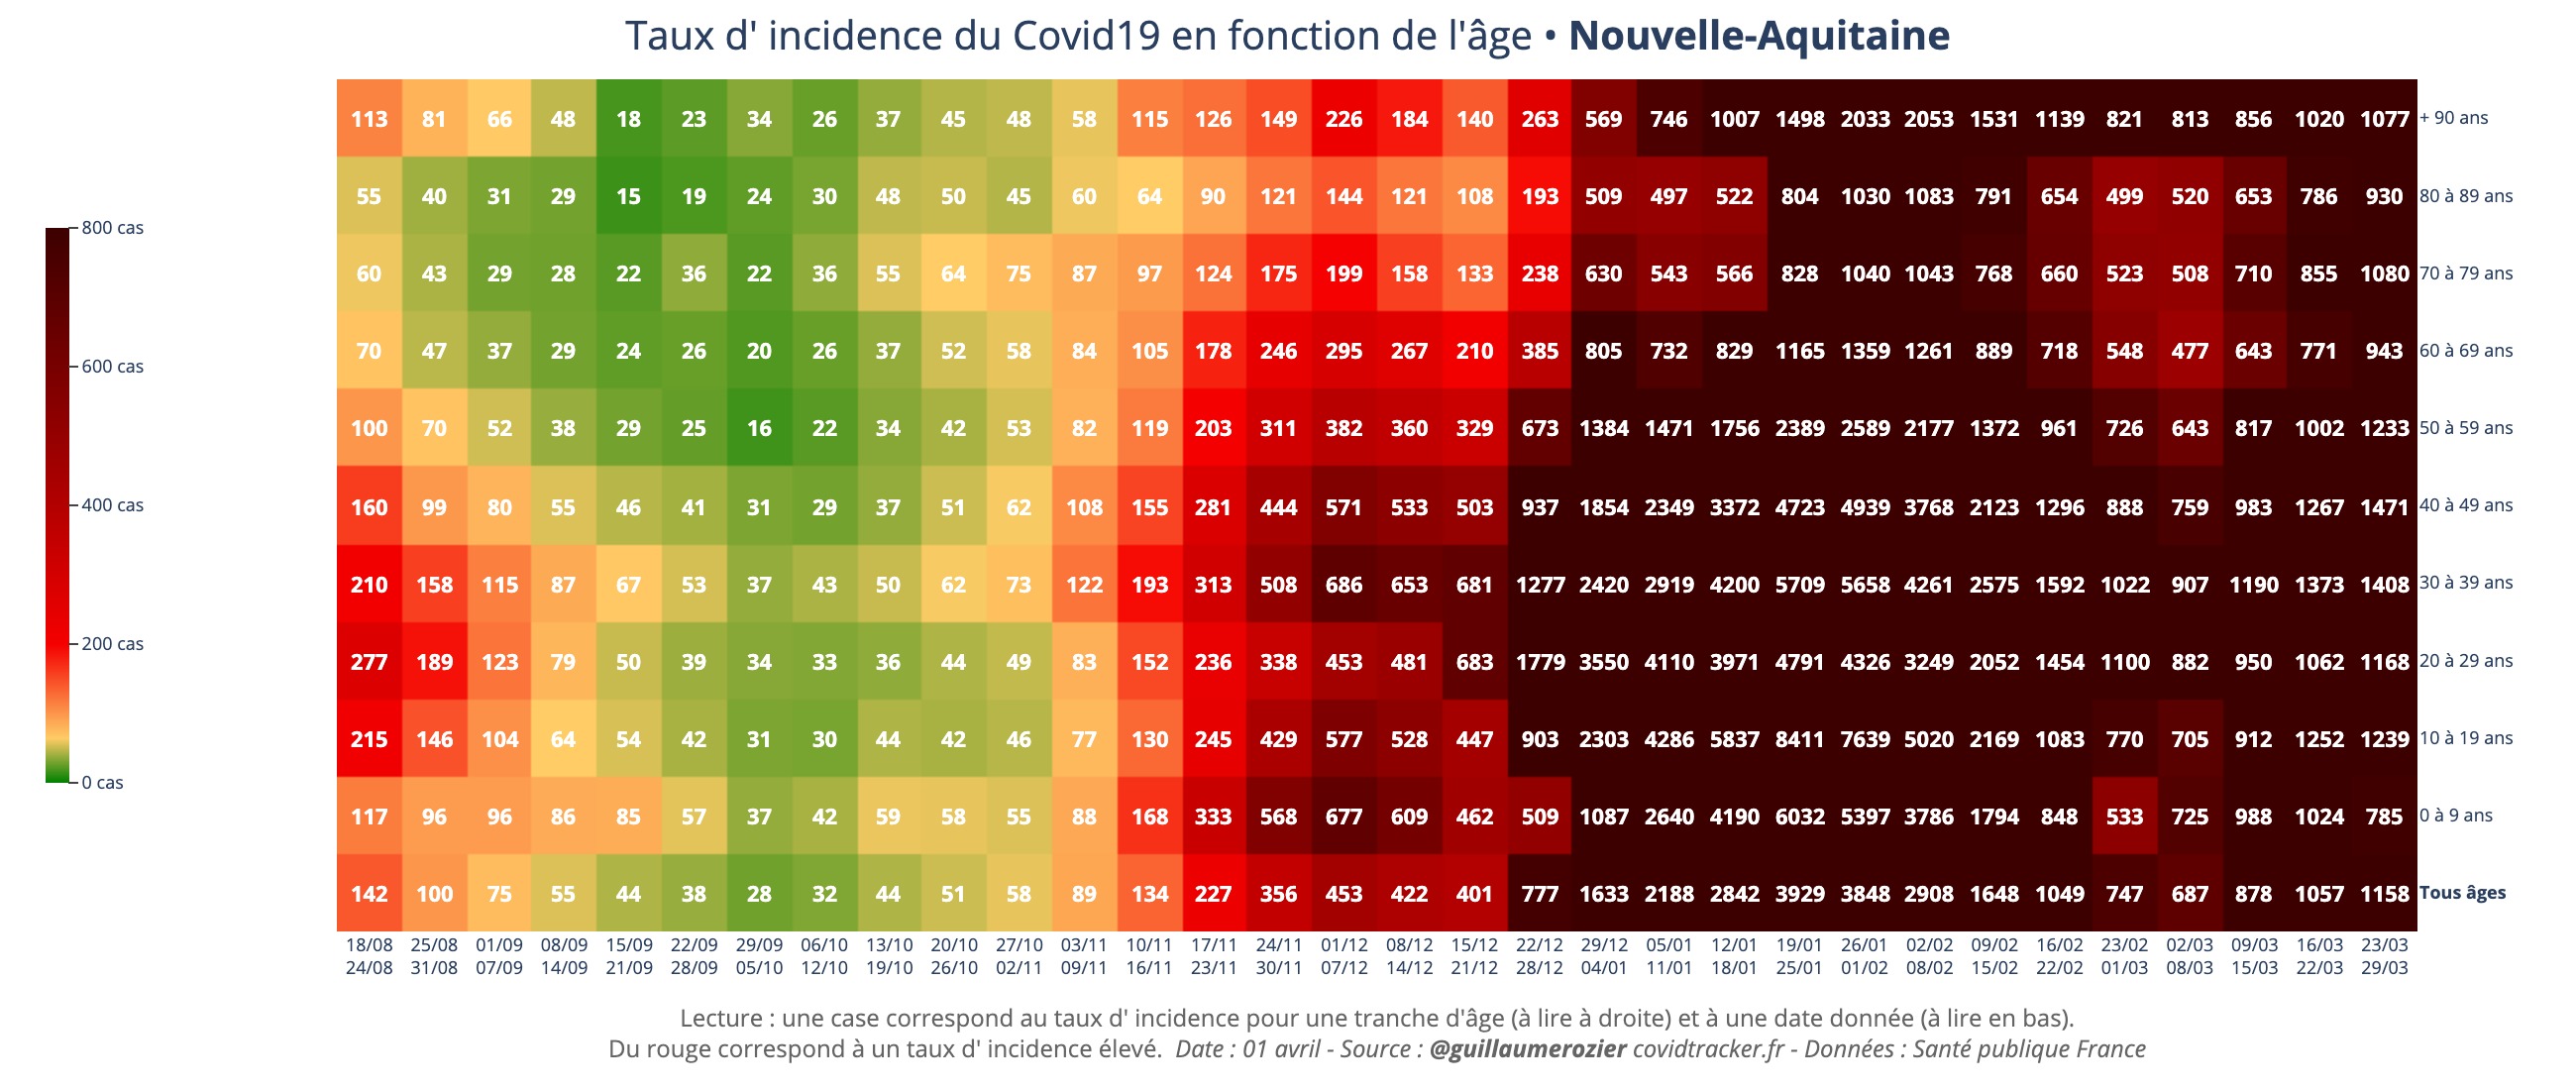 Taux d' incidence du Covid19 en fonction de l'âge • Nouvelle-Aquitaine
113 81 66 48 18 23 34 26 37 45 48 58 115 126 149 226 184 140 263 569 746 1007 1498 2033 2053 1531 1139 821 813 856 1020 1077 + 90 ans
55 40 31 29 15 19 24 30 48 50 45 60 64 90 121 144 121 108 193 509 497 522 804 1030 1083 791 654 499 520 653 786 930 80 à 89 ans
800 cas
60 43 29 28 22 36 22 36 55 64 75 87 97 124 175 199 158 133 238 630 543 566 828 1040 1043 768 660 523 508 710 855 1080 70 à 79 ans
70 47 37 29 24 26 20 26 37 52 58 84 105 178 246 295 267 210 385 805 732 829 1165 1359 1261 889 718 548 477 643 771 943 60 à 69 ans
600 cas
100 70 52 38 29 25 16 22 34 42 53 82 119 203 311 382 360 329 673 1384 1471 1756 2389 2589 2177 1372 961 726 643 817 1002 1233 50 à 59 ans
400 cas
160 99 80 55 46 41 31 29 37 51 62 108 155 281 444 571 533 503 937 1854 2349 3372 4723 4939 3768 2123 1296 888 759 983 1267 1471 40 à 49 ans
210 158 115 87 67 53 37 43 50 62 73 122 193 313 508 686 653 681 1277 2420 2919 4200 5709 5658 4261 2575 1592 1022 907 1190 1373 1408 30 à 39 ans
200 cas
277 189 123 79 50 39 34 33 36 44 49 83 152 236 338 453 481 683 1779 3550 4110 3971 4791 4326 3249 2052 1454 1100 882 950 1062 1168 20 à 29 ans
215 146 104 64 54 42 31 30 44 42 46 77 130 245 429 577 528 447 903 2303 4286 5837 8411 7639 5020 2169 1083 770 705 912 1252 1239 10 à 19 ans
0 cas
117 96 96 86 85 57 37 42 59 58 55 88 168 333 568 677 609 462 509 1087 2640 4190 6032 5397 3786 1794 848 533 725 988 1024 785 0 à 9 ans
142 100 75 55 44 38 28 32 44 51 58 89 134 227 356 453 422 401 777 1633 2188 2842 3929 3848 2908 1648 1049 747 687 878 1057 1158 Tous âges
18/08 25/08 01/09 08/09 15/09 22/09 29/09 06/10 13/10 20/10 27/10 03/11 10/11 17/11 24/11 01/12 08/12 15/12 22/12 29/12 05/01 12/01 19/01 26/01 02/02 09/02 16/02 23/02 02/03 09/03 16/03 23/03
24/08 31/08 07/09 14/09 21/09 28/09 05/10 12/10 19/10 26/10 02/11 09/11 16/11 23/11 30/11 07/12 14/12 21/12 28/12 04/01 11/01 18/01 25/01 01/02 08/02 15/02 22/02 01/03 08/03 15/03 22/03 29/03
Lecture : une case correspond au taux d' incidence pour une tranche d'âge (à lire à droite) et à une date donnée (à lire en bas).
Du rouge correspond à un taux d' incidence élevé. Date : 01 avril - Source : @guillaumerozier covidtracker.fr - Données : Santé publique France